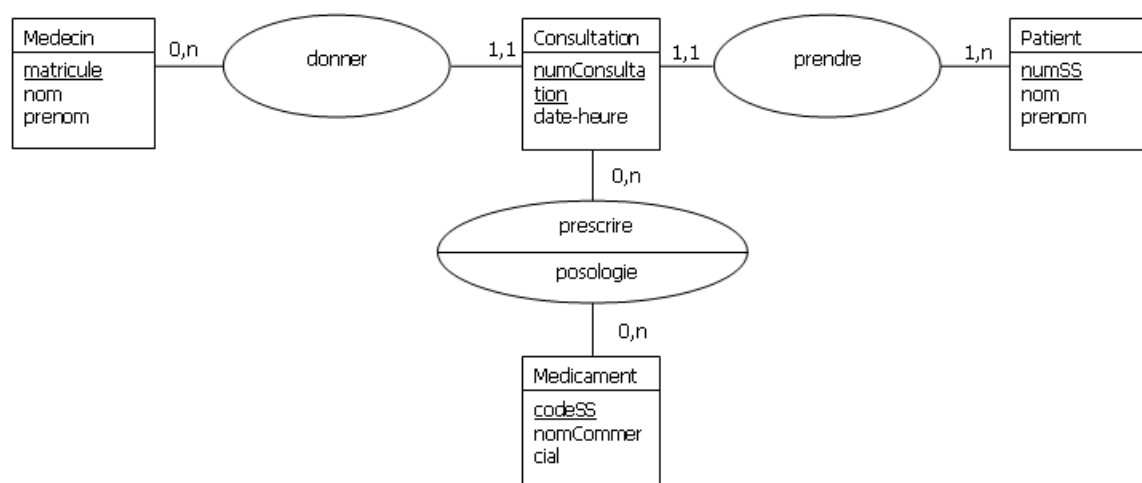 Medecin
matricule
nom
prenom
0,n
donner
1,1
Consultation
numConsulta
tion
date-heure
1,1
prendre
1,n
Patient
numSS
nom
prenom
0,n
prescrire
posologie
0,n
Medicament
codeSS
nomCommer
cial